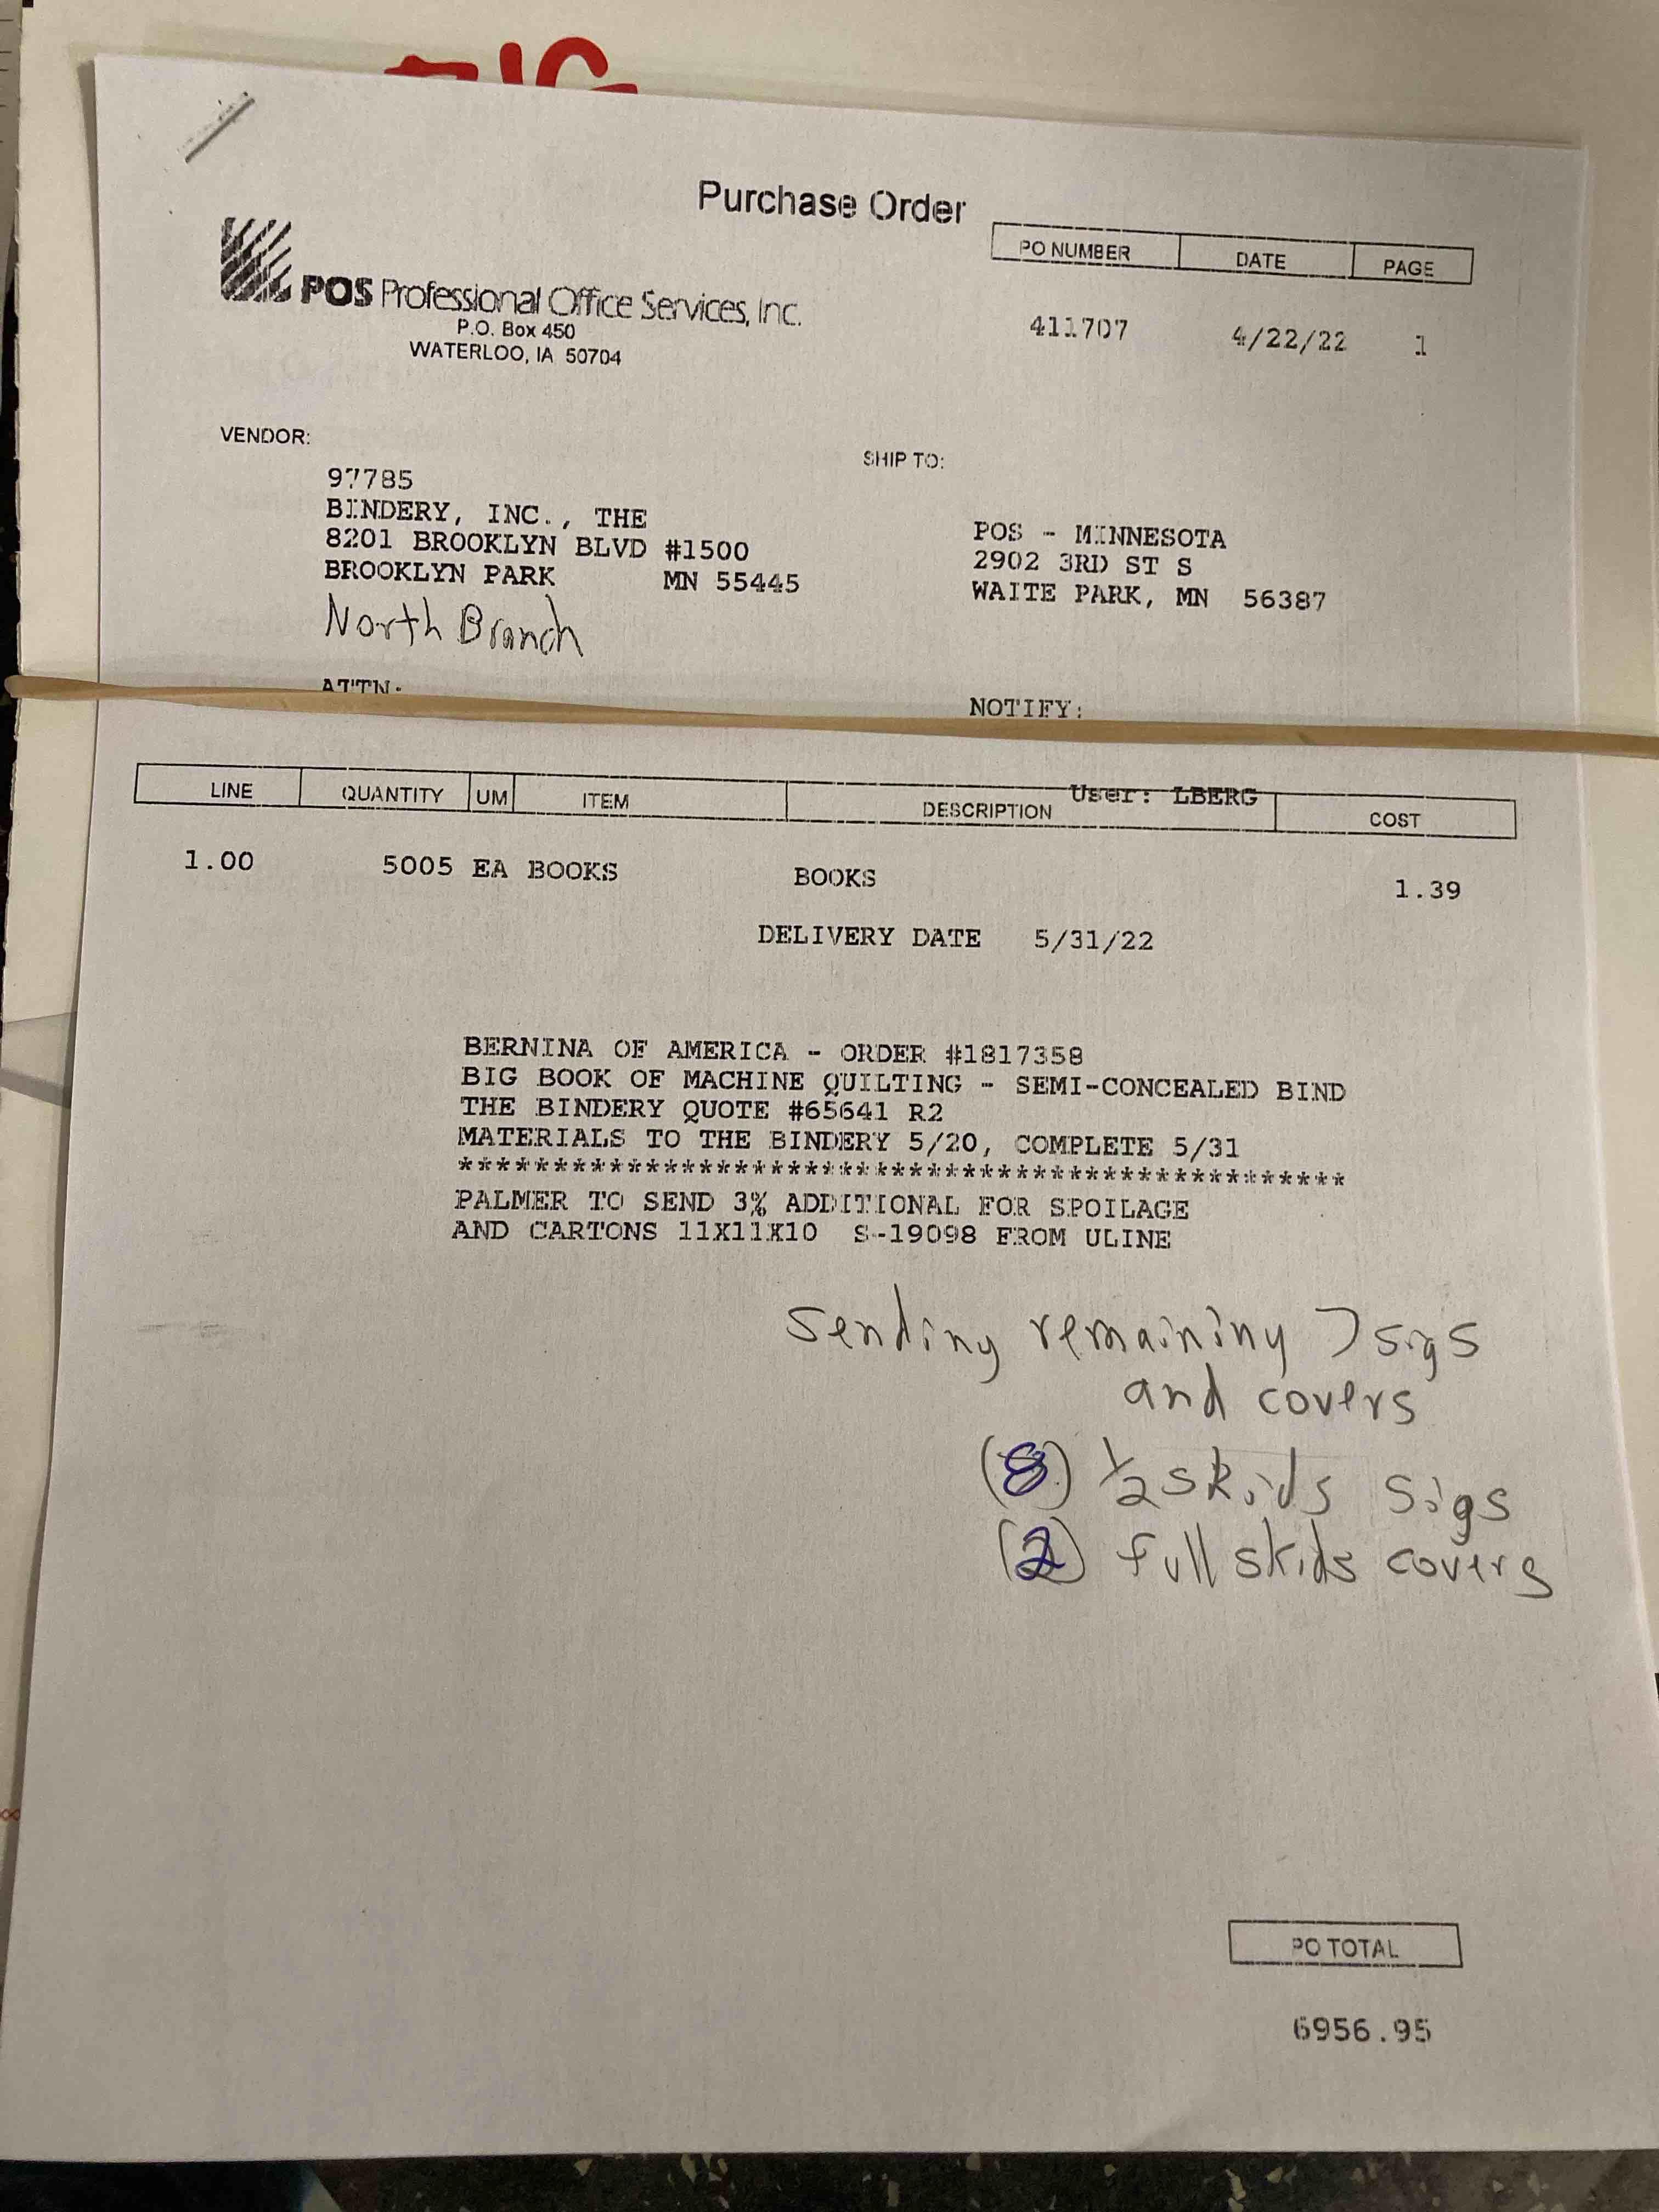 Purchase Order
PO NUMBER DATE PAGE
POS Professional Office Services, Inc.
P.O. Box 450
WATERLOO, IA 50704
411707 4/22/22 1
VENDOR:
SHIP TO:
97785
BINDERY, INC., THE
8201 BROOKLYN BLVD #1500
BROOKLYN PARK MN 55445
North Branch
POS - MINNESOTA
2902 3RD ST S
WAITE PARK, MN 56387
ATTN:
NOTIFY:
User: LBERG
LINE QUANTITY UM ITEM DESCRIPTION COST
1.00 5005 EA BOOKS BOOKS 1.39
DELIVERY DATE 5/31/22
BERNINA OF AMERICA - ORDER #1817358
BIG BOOK OF MACHINE QUILTING - SEMI-CONCEALED BIND
THE BINDERY QUOTE #65641 R2
MATERIALS TO THE BINDERY 5/20, COMPLETE 5/31
**********************************************************
PALMER TO SEND 3% ADDITIONAL FOR SPOILAGE
AND CARTONS 11X11X10 S-19098 FROM ULINE
Sending remaining 7 sigs
and covers
(8) 1/2 skids sigs
(2) full skids covers
PO TOTAL
6956.95